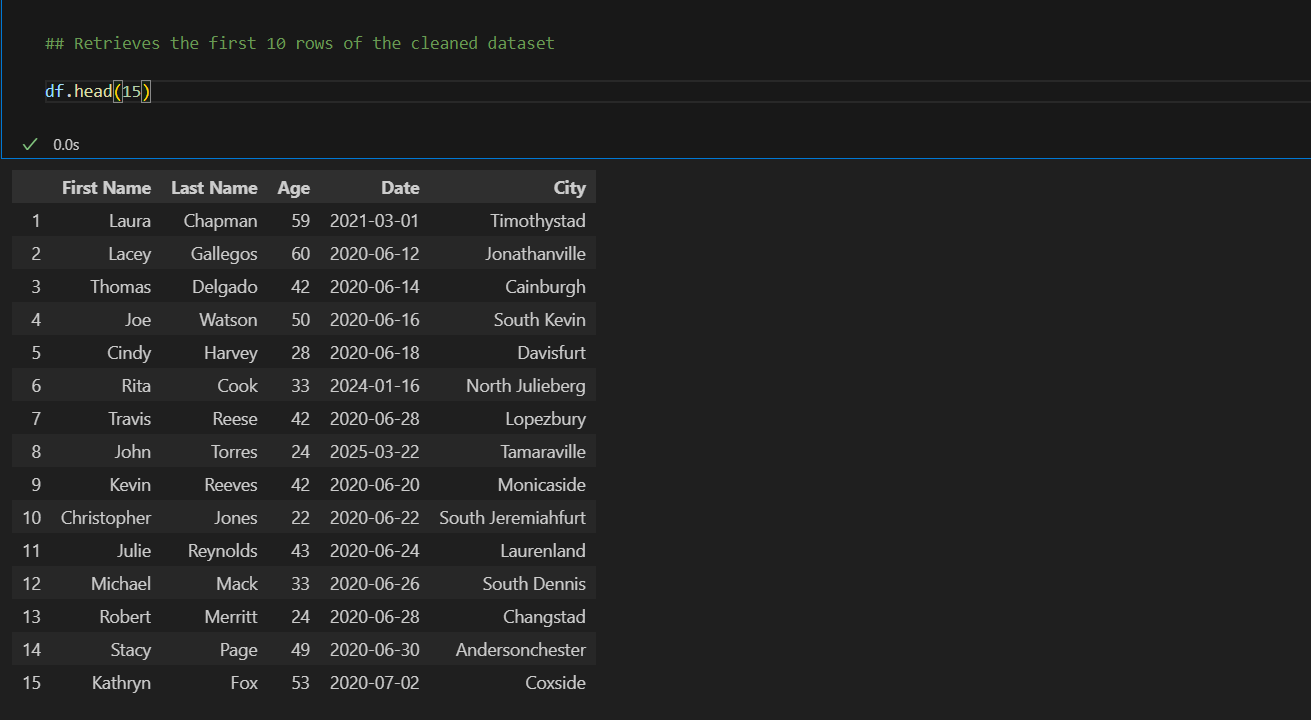 ## Retrieves the first 10 rows of the cleaned dataset
df.head(15)
0.0s
First Name Last Name Age Date City
1 Laura Chapman 59 2021-03-01 Timothystad
2 Lacey Gallegos 60 2020-06-12 Jonathanville
3 Thomas Delgado 42 2020-06-14 Cainburgh
4 Joe Watson 50 2020-06-16 South Kevin
5 Cindy Harvey 28 2020-06-18 Davisfurt
6 Rita Cook 33 2024-01-16 North Julieberg
7 Travis Reese 42 2020-06-28 Lopezbury
8 John Torres 24 2025-03-22 Tamaraville
9 Kevin Reeves 42 2020-06-20 Monicaside
10 Christopher Jones 22 2020-06-22 South Jeremiahfurt
11 Julie Reynolds 43 2020-06-24 Laurenland
12 Michael Mack 33 2020-06-26 South Dennis
13 Robert Merritt 24 2020-06-28 Changstad
14 Stacy Page 49 2020-06-30 Andersonchester
15 Kathryn Fox 53 2020-07-02 Coxside